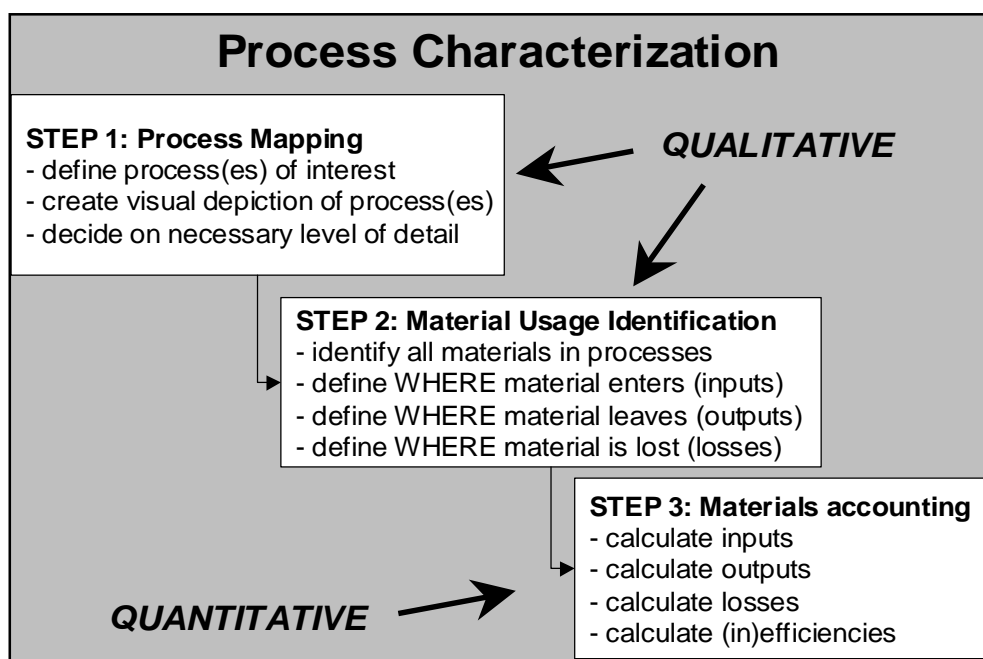 Process Characterization
STEP 1: Process Mapping
- define process(es) of interest
- create visual depiction of process(es)
- decide on necessary level of detail
QUALITATIVE
STEP 2: Material Usage Identification
- identify all materials in processes
- define WHERE material enters (inputs)
- define WHERE material leaves (outputs)
- define WHERE material is lost (losses)
STEP 3: Materials accounting
- calculate inputs
- calculate outputs
- calculate losses
- calculate (in)efficiencies
QUANTITATIVE